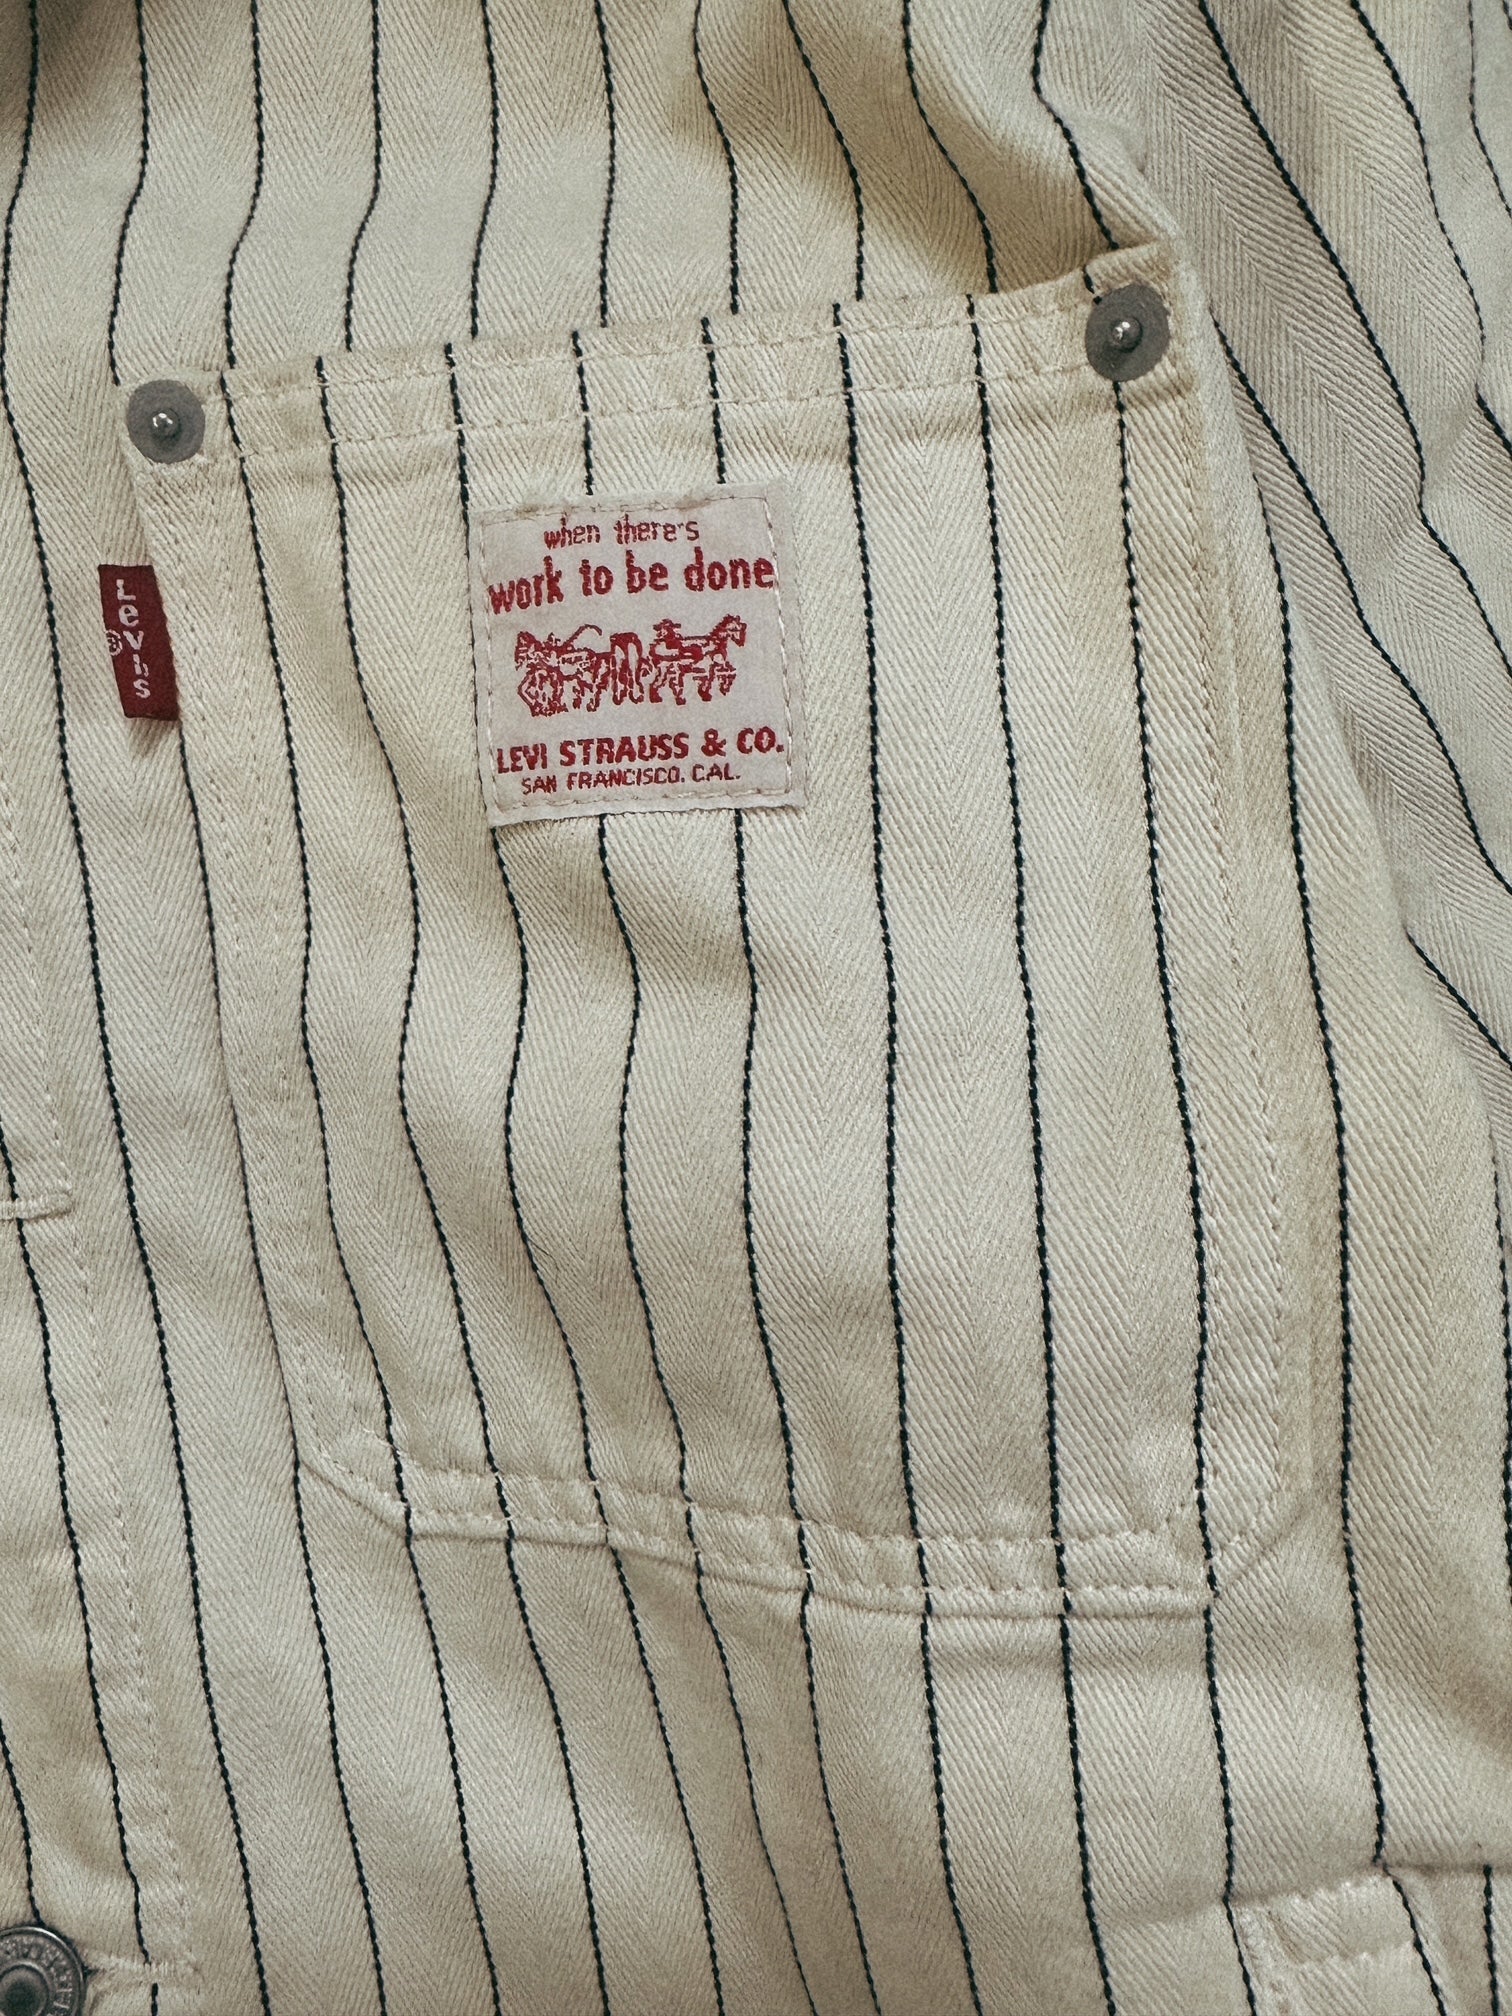 when there's
work to be done
LEVI STRAUSS & CO.
SAN FRANCISCO. CAL.
Levi's
®